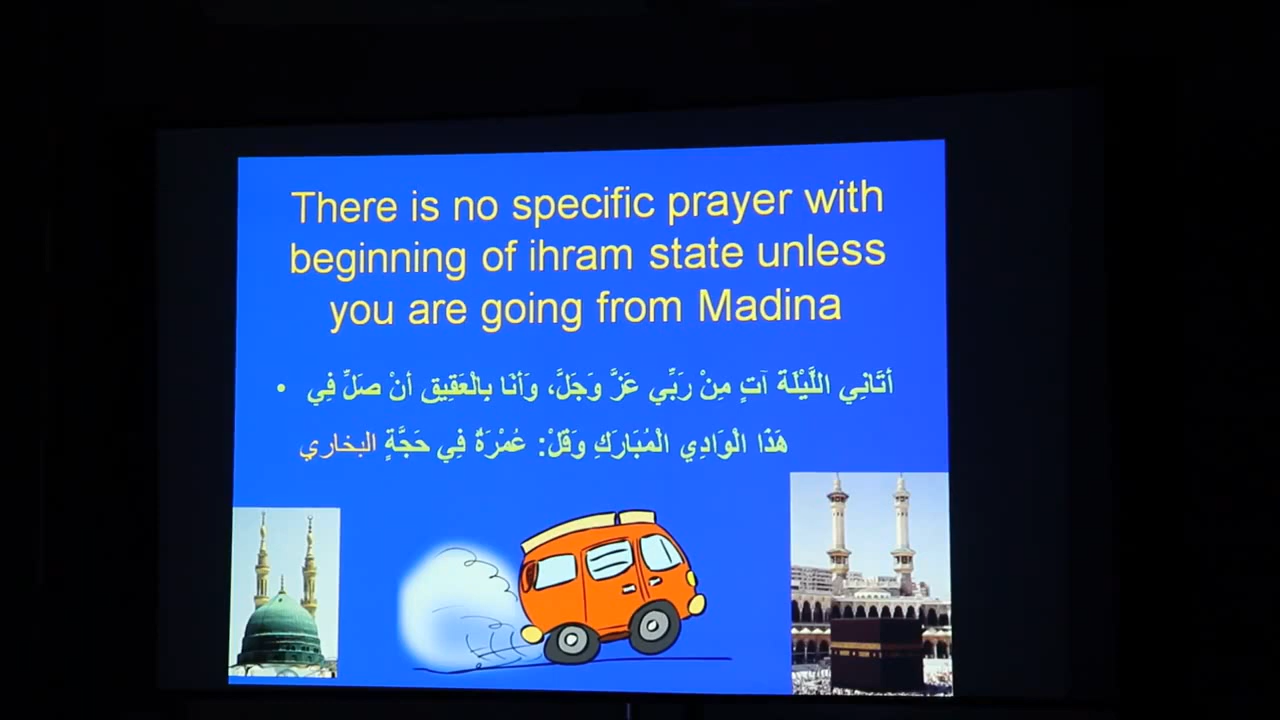 There is no specific prayer with
beginning of ihram state unless
you are going from Madina
• أَتَانِي اللَّيْلَةَ آتٍ مِنْ رَبِّي عَزَّ وَجَلَّ، وَأَنَا بِالْعَقِيقِ أَنْ صَلِّ فِي
هَذَا الْوَادِي الْمُبَارَكِ وَقُلْ: عُمْرَةٌ فِي حَجَّةٍ البخاري